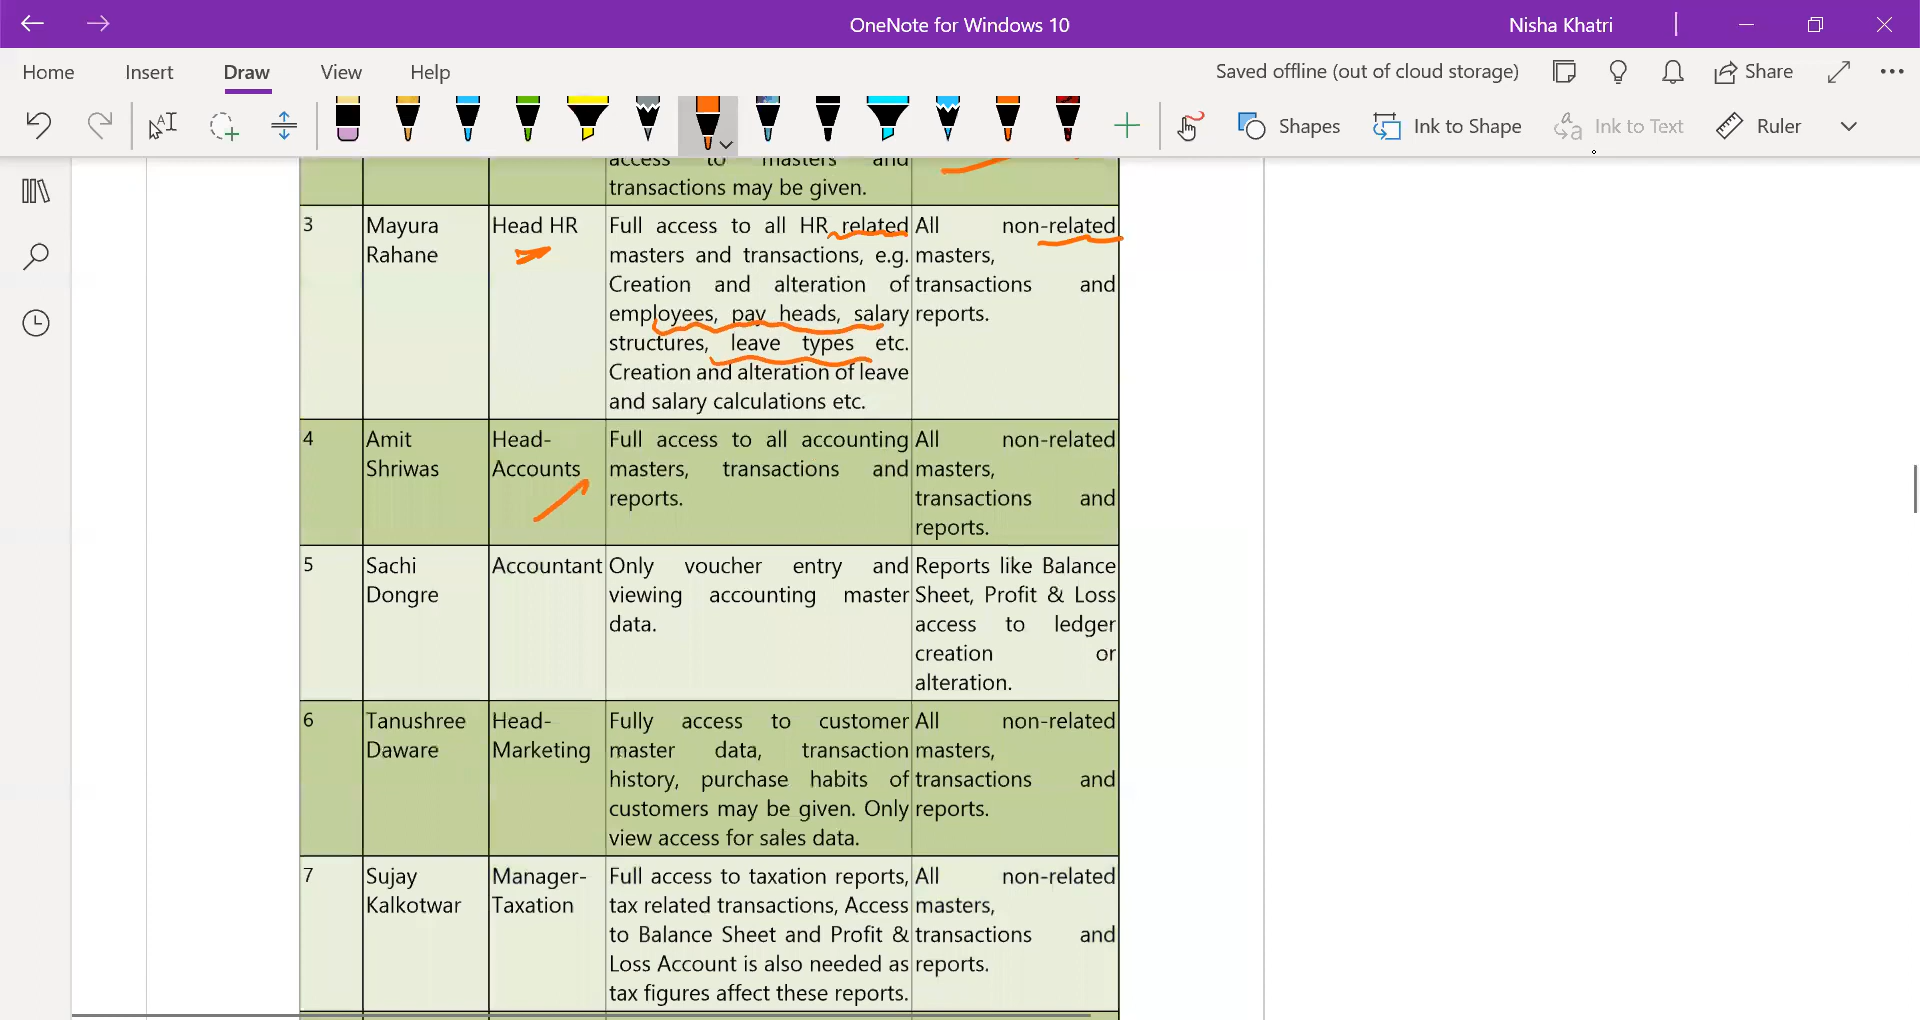 OneNote for Windows 10
Nisha Khatri
Home Insert Draw View Help
Saved offline (out of cloud storage)
Share
Shapes
Ink to Shape
Ink to Text
Ruler
access to masters and
transactions may be given.
3
Mayura
Rahane
Head HR
Full access to all HR related
masters and transactions, e.g.
Creation and alteration of
employees, pay heads, salary
structures, leave types etc.
Creation and alteration of leave
and salary calculations etc.
All non-related
masters,
transactions and
reports.
4
Amit
Shriwas
Head-
Accounts
Full access to all accounting
masters, transactions and
reports.
All non-related
masters,
transactions and
reports.
5
Sachi
Dongre
Accountant
Only voucher entry and
viewing accounting master
data.
Reports like Balance
Sheet, Profit & Loss
access to ledger
creation or
alteration.
6
Tanushree
Daware
Head-
Marketing
Fully access to customer
master data, transaction
history, purchase habits of
customers may be given. Only
view access for sales data.
All non-related
masters,
transactions and
reports.
7
Sujay
Kalkotwar
Manager-
Taxation
Full access to taxation reports,
tax related transactions, Access
to Balance Sheet and Profit &
Loss Account is also needed as
tax figures affect these reports.
All non-related
masters,
transactions and
reports.